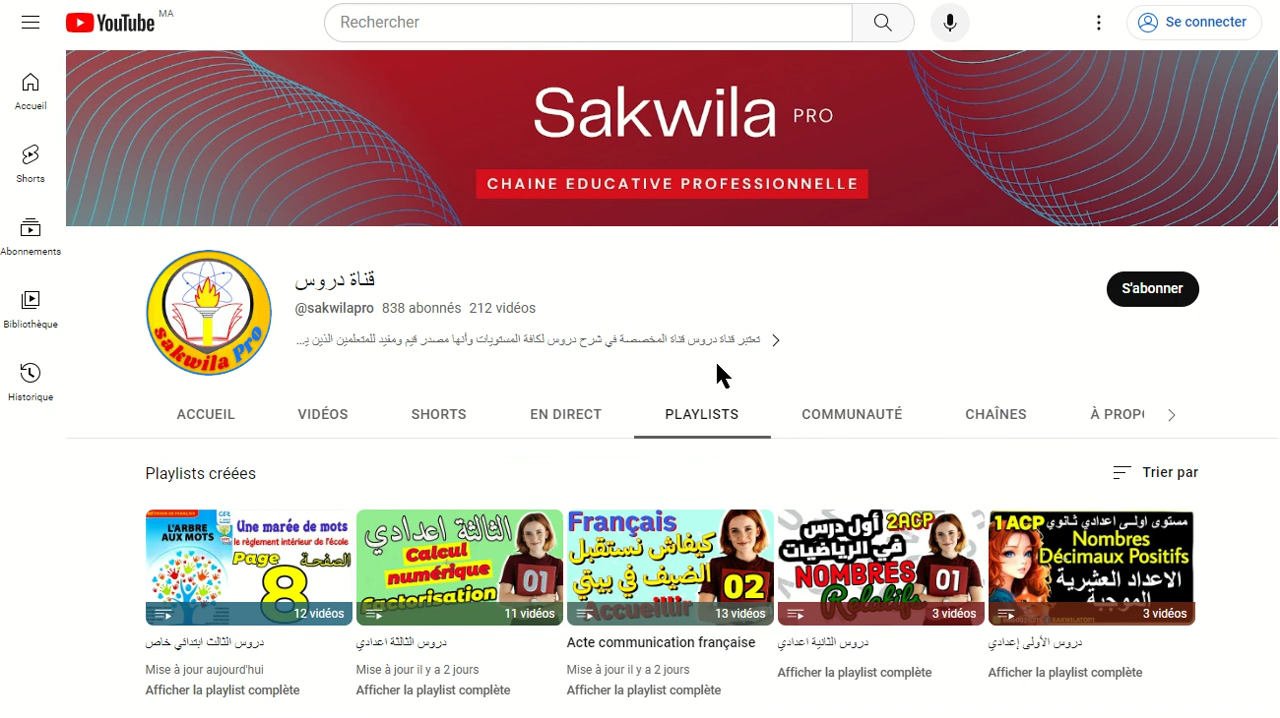 YouTube MA
Rechercher
Se connecter
Accueil
Shorts
Abonnements
Bibliothèque
Historique
Sakwila PRO
CHAINE EDUCATIVE PROFESSIONNELLE
sakwila Pro
قناة دروس
@sakwilapro 838 abonnés 212 vidéos
تعتبر قناة دروس قناة المخصصة في شرح دروس لكافة المستويات وأنها مصدر قيم ومفيد للمتعلمين الذين يـ...
S'abonner
ACCUEIL VIDÉOS SHORTS EN DIRECT PLAYLISTS COMMUNAUTÉ CHAÎNES À PROP
Playlists créées
Trier par
L'ARBRE
AUX MOTS
Une marée de mots
le règlement intérieur de l'école
Page 8 الصفحة
12 vidéos
دروس الثالث ابتدائي خاص
Mise à jour aujourd'hui
Afficher la playlist complète
الثالثة اعدادي
Calcul
numérique
Factorisation
01
11 vidéos
دروس الثالثة اعدادي
Mise à jour il y a 2 jours
Afficher la playlist complète
Français
كيفاش نستقبل
الضيف في بيتي
Accueillir
02
13 vidéos
Acte communication française
Mise à jour il y a 2 jours
Afficher la playlist complète
أول درس 2ACP
في الرياضيات
NOMBRES
Relatifs
01
3 vidéos
دروس الثانية اعدادي
Afficher la playlist complète
1ACP مستوى اولى اعدادي ثانوي
Nombres
Décimaux Positifs
الاعداد العشرية
الموجبة
3 vidéos
دروس الأولى إعدادي
Afficher la playlist complète